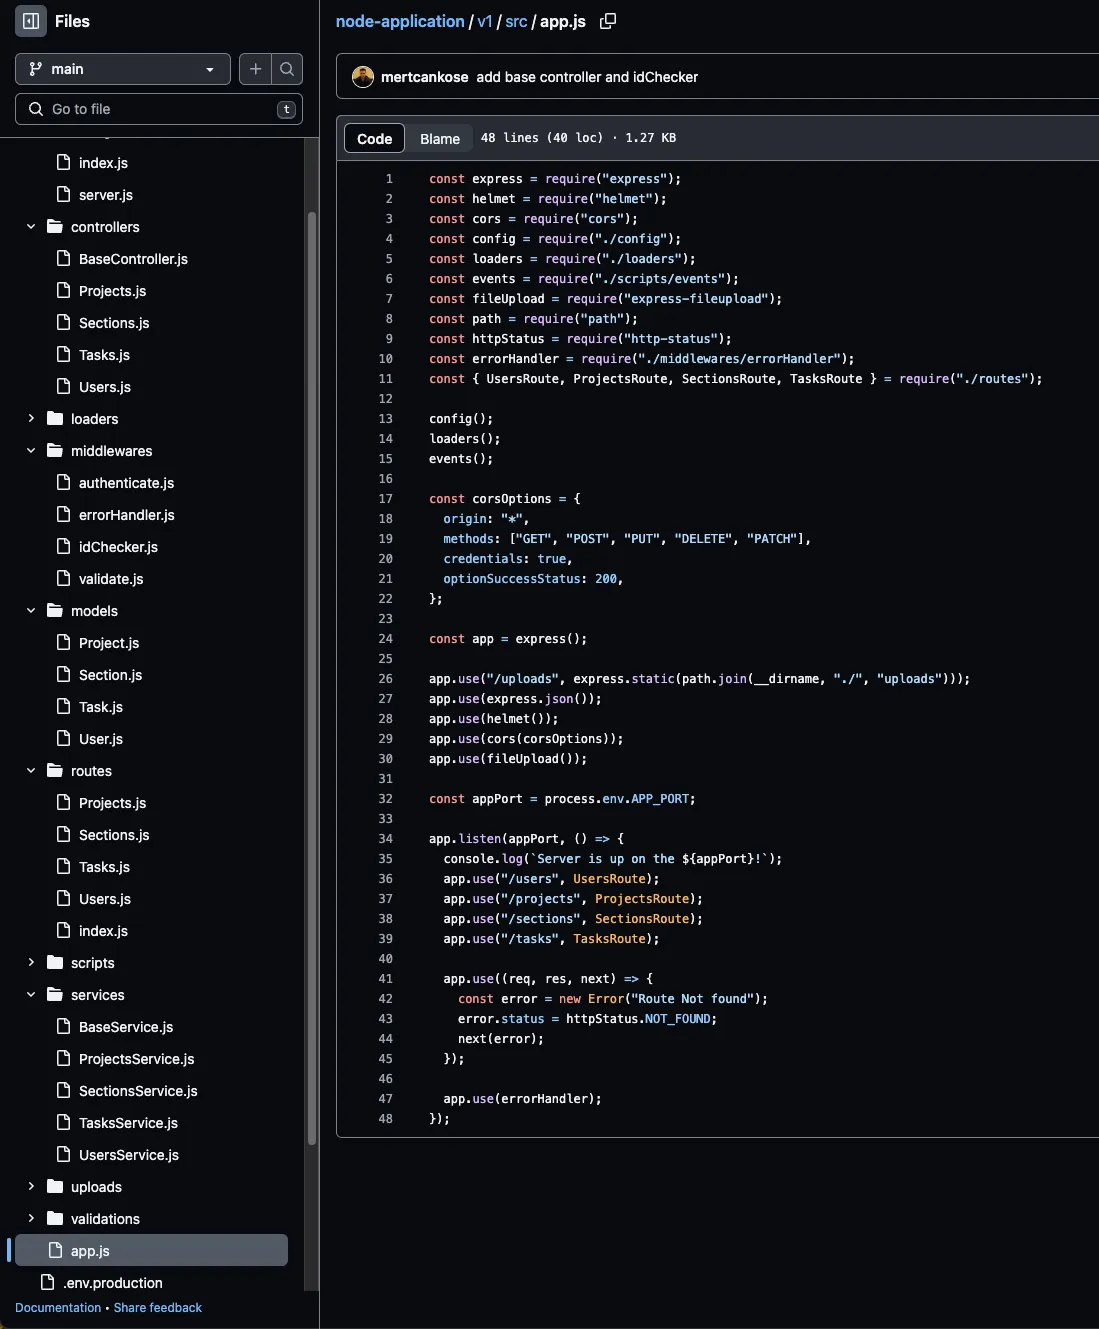 Files
main
Go to file
t
index.js
server.js
controllers
BaseController.js
Projects.js
Sections.js
Tasks.js
Users.js
loaders
middlewares
authenticate.js
errorHandler.js
idChecker.js
validate.js
models
Project.js
Section.js
Task.js
User.js
routes
Projects.js
Sections.js
Tasks.js
Users.js
index.js
scripts
services
BaseService.js
ProjectsService.js
SectionsService.js
TasksService.js
UsersService.js
uploads
validations
app.js
.env.production
Documentation • Share feedback
node-application / v1 / src / app.js
mertcankose add base controller and idChecker
Code Blame 48 lines (40 loc) · 1.27 KB
1 const express = require("express");
2 const helmet = require("helmet");
3 const cors = require("cors");
4 const config = require("./config");
5 const loaders = require("./loaders");
6 const events = require("./scripts/events");
7 const fileUpload = require("express-fileupload");
8 const path = require("path");
9 const httpStatus = require("http-status");
10 const errorHandler = require("./middlewares/errorHandler");
11 const { UsersRoute, ProjectsRoute, SectionsRoute, TasksRoute } = require("./routes");
12
13 config();
14 loaders();
15 events();
16
17 const corsOptions = {
18   origin: "*",
19   methods: ["GET", "POST", "PUT", "DELETE", "PATCH"],
20   credentials: true,
21   optionSuccessStatus: 200,
22 };
23
24 const app = express();
25
26 app.use("/uploads", express.static(path.join(__dirname, "./", "uploads")));
27 app.use(express.json());
28 app.use(helmet());
29 app.use(cors(corsOptions));
30 app.use(fileUpload());
31
32 const appPort = process.env.APP_PORT;
33
34 app.listen(appPort, () => {
35   console.log(`Server is up on the ${appPort}!`);
36   app.use("/users", UsersRoute);
37   app.use("/projects", ProjectsRoute);
38   app.use("/sections", SectionsRoute);
39   app.use("/tasks", TasksRoute);
40
41   app.use((req, res, next) => {
42     const error = new Error("Route Not found");
43     error.status = httpStatus.NOT_FOUND;
44     next(error);
45   });
46
47   app.use(errorHandler);
48 });